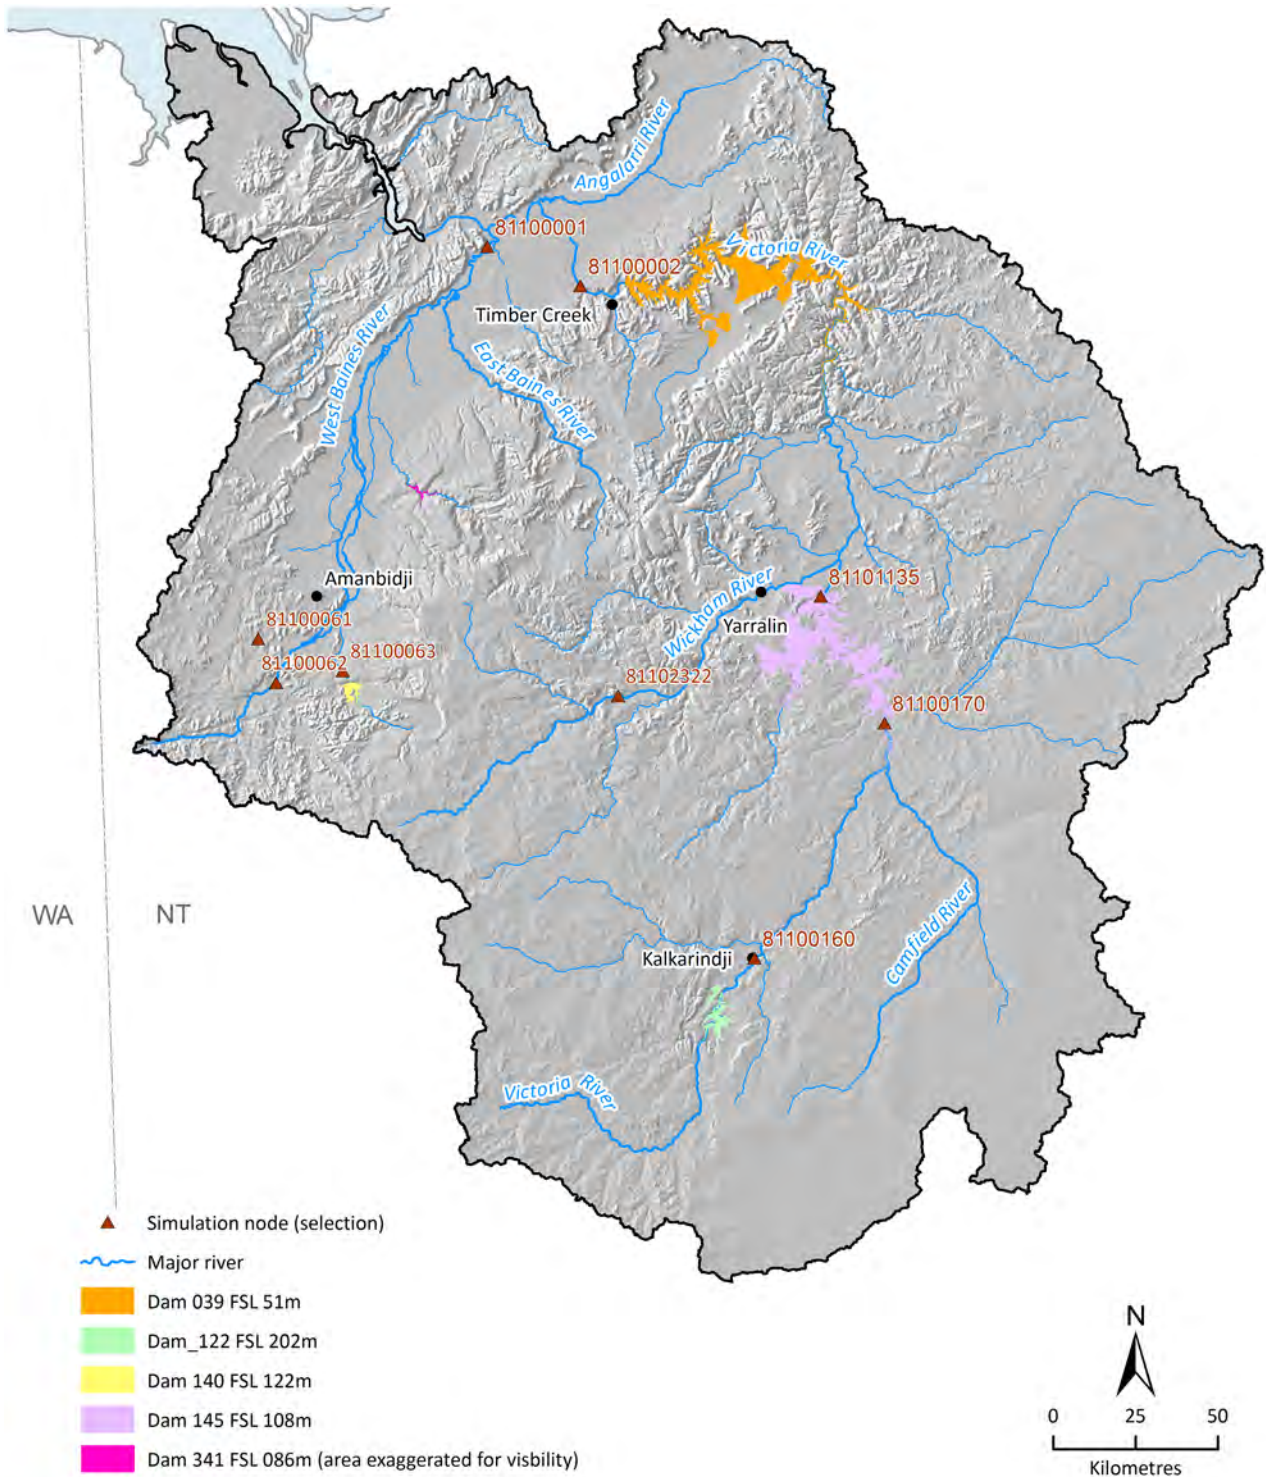 Angalarri River
81100001
Victoria River
81100002
Timber Creek
West Baines River
East Baines River
Amanbidji
81101135
Wickham River
Yarralin
81100061
81100063
81100062
81102322
81100170
WA
NT
Camfield River
81100160
Kalkarindji
Victoria River
Simulation node (selection)
Major river
Dam 039 FSL 51m
Dam_122 FSL 202m
Dam 140 FSL 122m
Dam 145 FSL 108m
Dam 341 FSL 086m (area exaggerated for visbility)
N
0 25 50
Kilometres